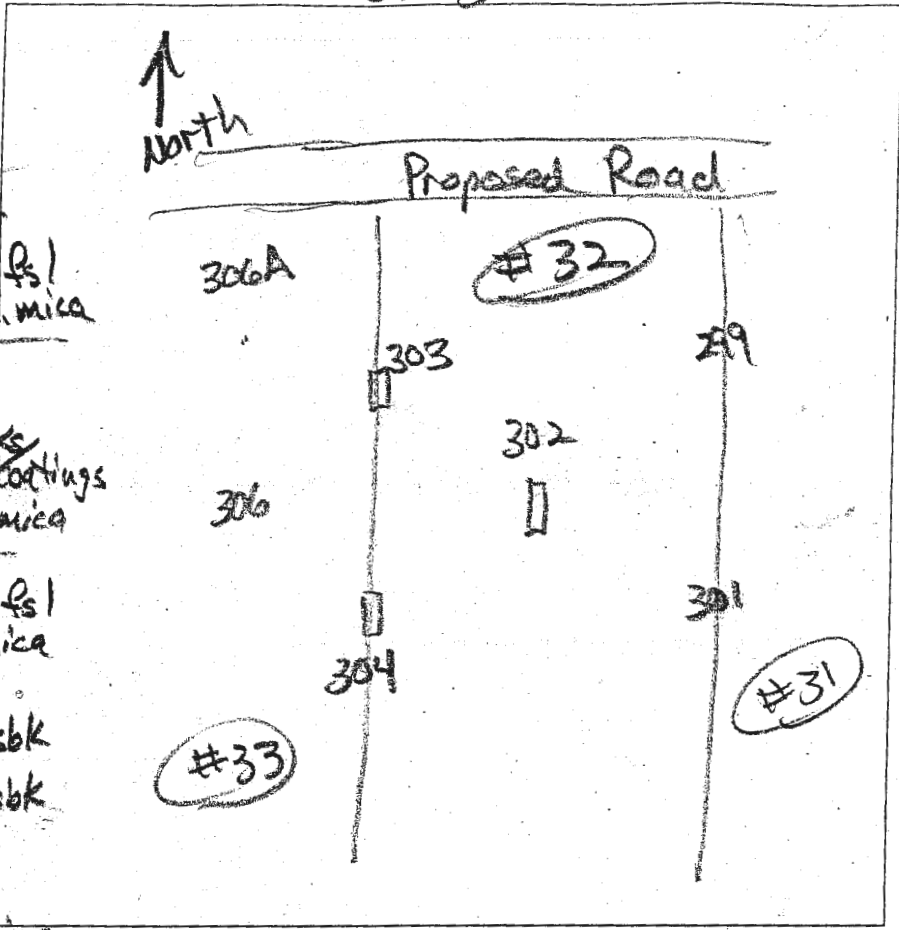 North
Proposed Road
fsl
mica
306A
#32
303
299
302
coatings
mica
306
fsl
301
304
#31
sbk
#33
sbk